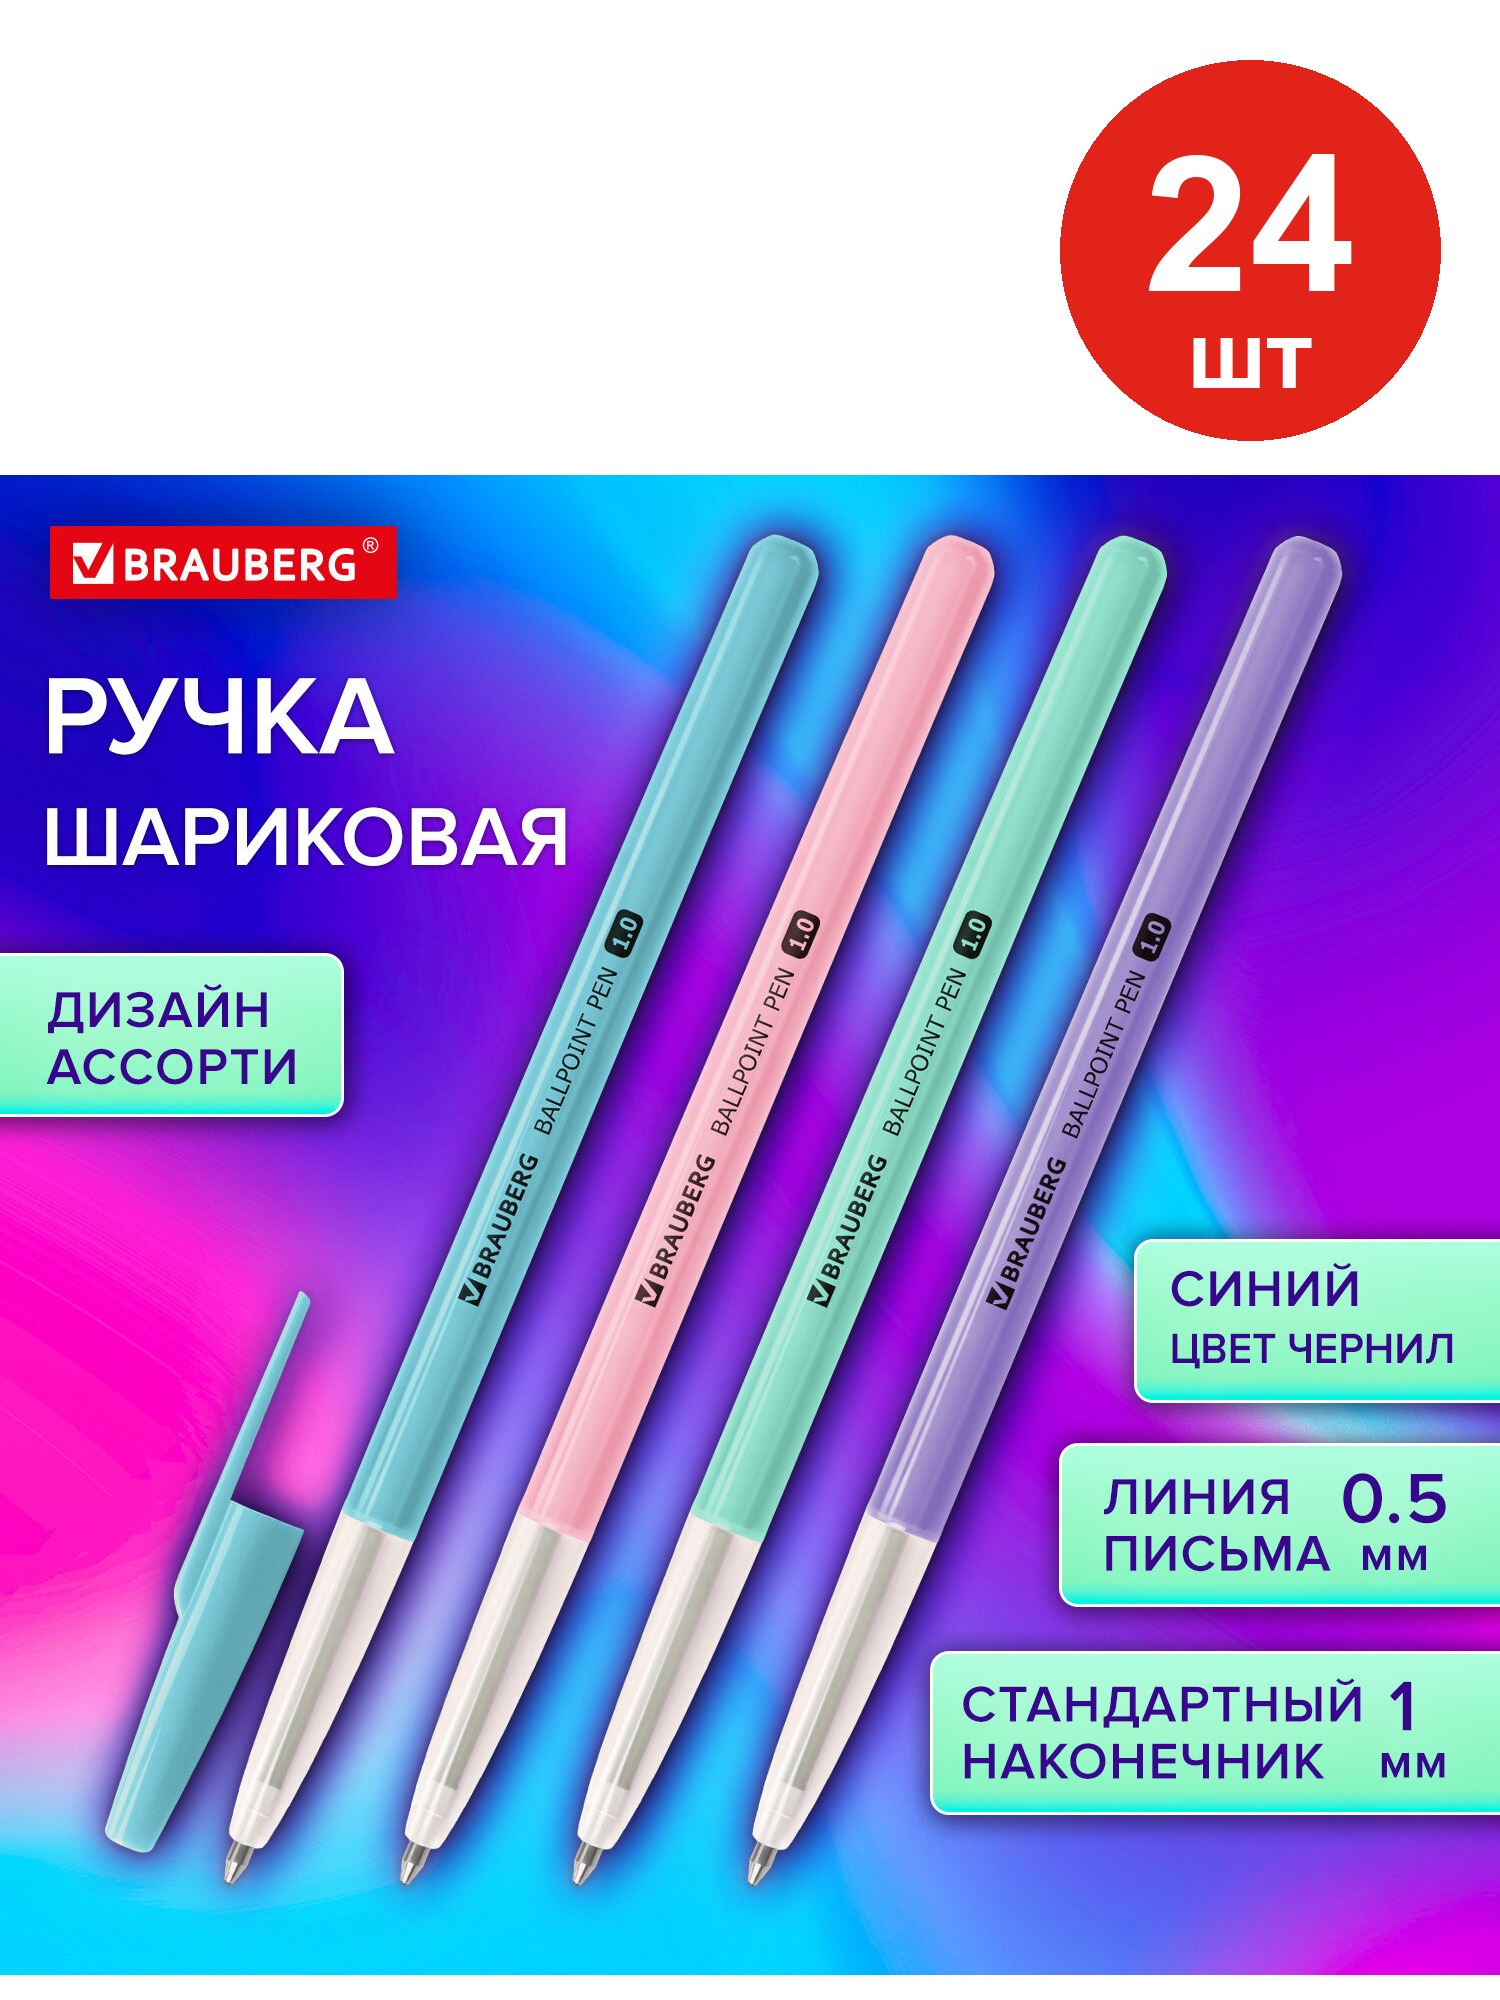 24
шт
BRAUBERG®
РУЧКА
ШАРИКОВАЯ
ДИЗАЙН
АССОРТИ
BRAUBERG BALLPOINT PEN 1.0
BRAUBERG BALLPOINT PEN 1.0
BRAUBERG BALLPOINT PEN 1.0
BRAUBERG BALLPOINT PEN 1.0
СИНИЙ
ЦВЕТ ЧЕРНИЛ
ЛИНИЯ 0.5
ПИСЬМА мм
СТАНДАРТНЫЙ 1
НАКОНЕЧНИК мм